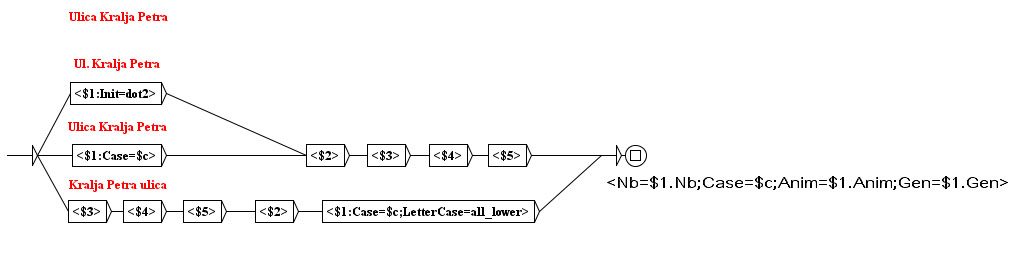 Ulica Kralja Petra
Ul. Kralja Petra
<$1:Init=dot2>
Ulica Kralja Petra
<$1:Case=$c> <$2> <$3> <$4> <$5>
<Nb=$1.Nb;Case=$c;Anim=$1.Anim;Gen=$1.Gen>
Kralja Petra ulica
<$3> <$4> <$5> <$2> <$1:Case=$c;LetterCase=all_lower>